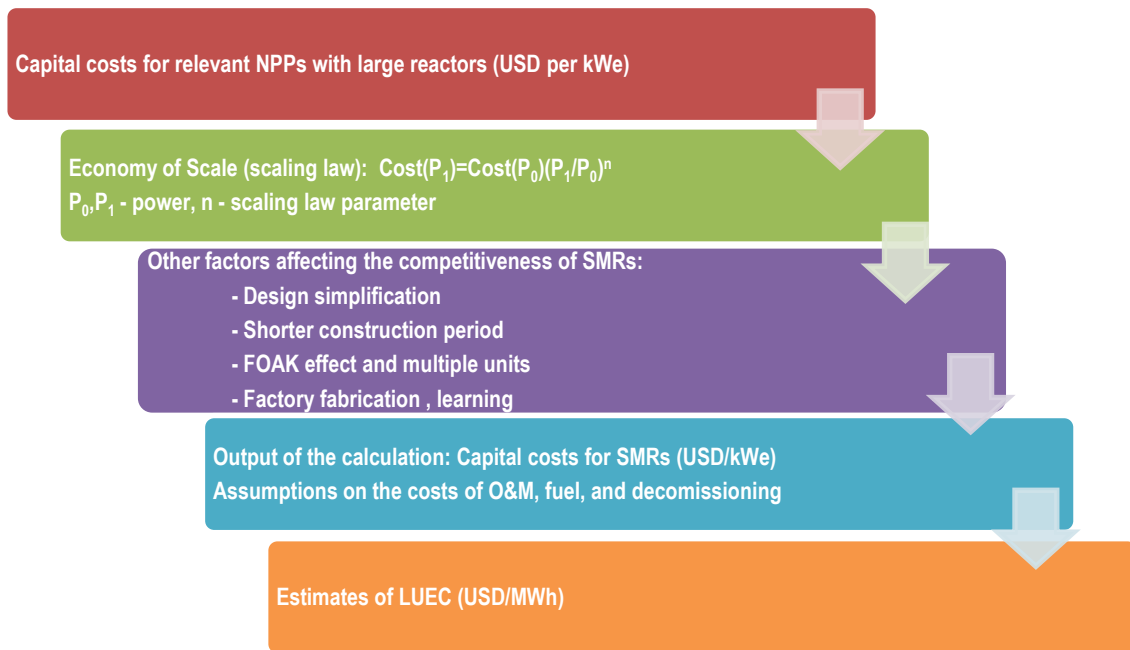 Capital costs for relevant NPPs with large reactors (USD per kWe)
Economy of Scale (scaling law):  Cost(P₁)=Cost(P₀)(P₁/P₀)ⁿ
P₀,P₁ - power, n - scaling law parameter
Other factors affecting the competitiveness of SMRs:
- Design simplification
- Shorter construction period
- FOAK effect and multiple units
- Factory fabrication , learning
Output of the calculation: Capital costs for SMRs (USD/kWe)
Assumptions on the costs of O&M, fuel, and decomissioning
Estimates of LUEC (USD/MWh)